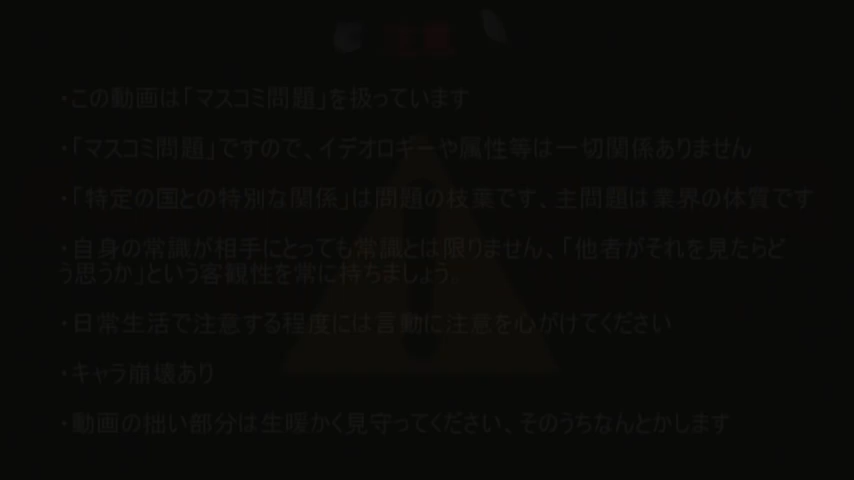 注意
・この動画は「マスコミ問題」を扱っています
・「マスコミ問題」ですので、イデオロギーや属性等は一切関係ありません
・「特定の国との特別な関係」は問題の枝葉です、主問題は業界の体質です
・自身の常識が相手にとっても常識とは限りません、「他者がそれを見たらど
う思うか」という客観性を常に持ちましょう。
・日常生活で注意する程度には言動に注意を心がけてください
・キャラ崩壊あり
・動画の拙い部分は生暖かく見守ってください、そのうちなんとかします